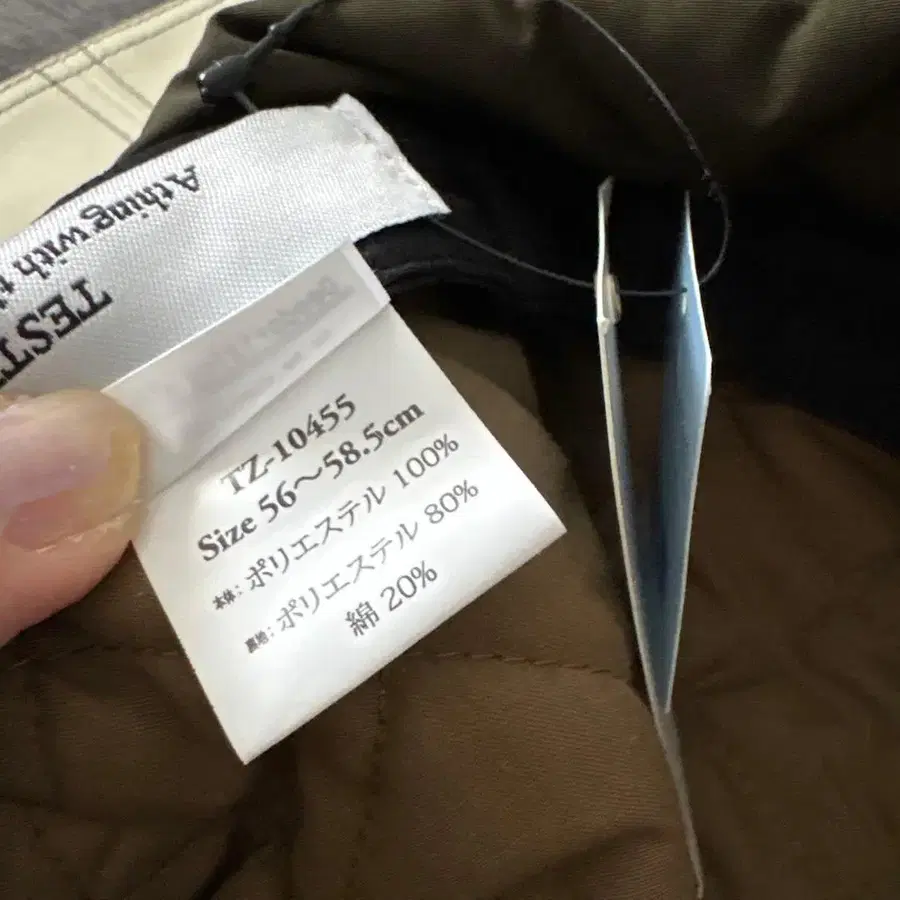 A thing with t
TEST
TZ-10455
Size 56〜58.5cm
本体: ポリエステル 100%
裏地: ポリエステル 80%
綿 20%